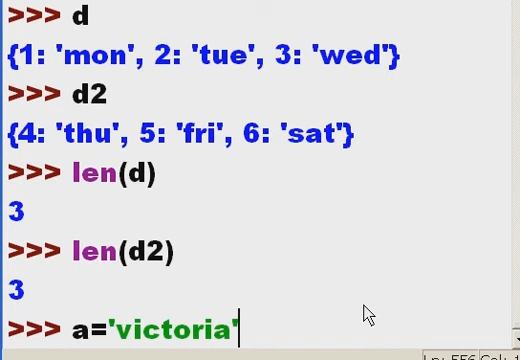 >>> d
{1: 'mon', 2: 'tue', 3: 'wed'}
>>> d2
{4: 'thu', 5: 'fri', 6: 'sat'}
>>> len(d)
3
>>> len(d2)
3
>>> a='victoria'